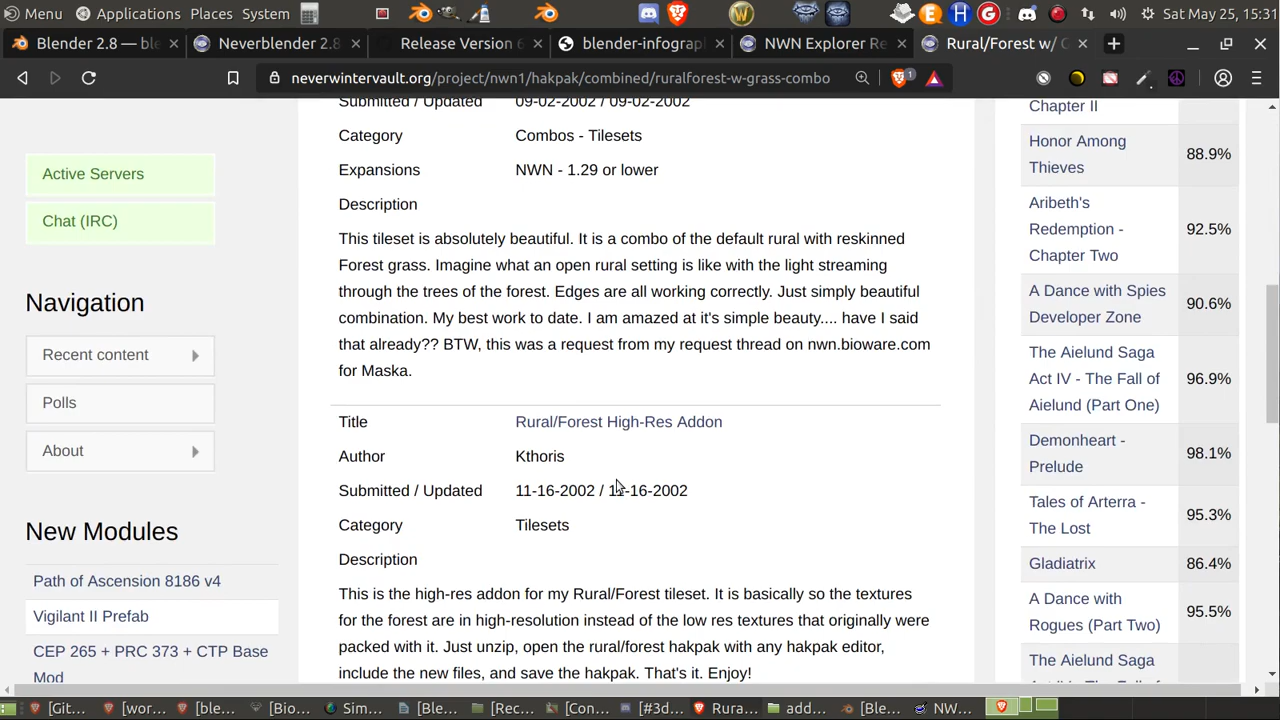 Menu Applications Places System Sat May 25, 15:31
Blender 2.8 — ble Neverblender 2.8 Release Version 6 blender-infograp NWN Explorer Re Rural/Forest w/ G
neverwintervault.org/project/nwn1/hakpak/combined/ruralforest-w-grass-combo 1
Active Servers
Chat (IRC)
Navigation
Recent content
Polls
About
New Modules
Path of Ascension 8186 v4
Vigilant II Prefab
CEP 265 + PRC 373 + CTP Base
Mod
Submitted / Updated 09-02-2002 / 09-02-2002
Category Combos - Tilesets
Expansions NWN - 1.29 or lower
Description
This tileset is absolutely beautiful. It is a combo of the default rural with reskinned
Forest grass. Imagine what an open rural setting is like with the light streaming
through the trees of the forest. Edges are all working correctly. Just simply beautiful
combination. My best work to date. I am amazed at it's simple beauty.... have I said
that already?? BTW, this was a request from my request thread on nwn.bioware.com
for Maska.
Title Rural/Forest High-Res Addon
Author Kthoris
Submitted / Updated 11-16-2002 / 11-16-2002
Category Tilesets
Description
This is the high-res addon for my Rural/Forest tileset. It is basically so the textures
for the forest are in high-resolution instead of the low res textures that originally were
packed with it. Just unzip, open the rural/forest hakpak with any hakpak editor,
include the new files, and save the hakpak. That's it. Enjoy!
Chapter II
Honor Among
Thieves 88.9%
Aribeth's
Redemption -
Chapter Two 92.5%
A Dance with Spies
Developer Zone 90.6%
The Aielund Saga
Act IV - The Fall of
Aielund (Part One) 96.9%
Demonheart -
Prelude 98.1%
Tales of Arterra -
The Lost 95.3%
Gladiatrix 86.4%
A Dance with
Rogues (Part Two) 95.5%
The Aielund Saga
[Git... [wor... [ble... [Bio... Sim... [Ble... [Rec... [Con... [#3d... Rura... add... [Ble... NW...